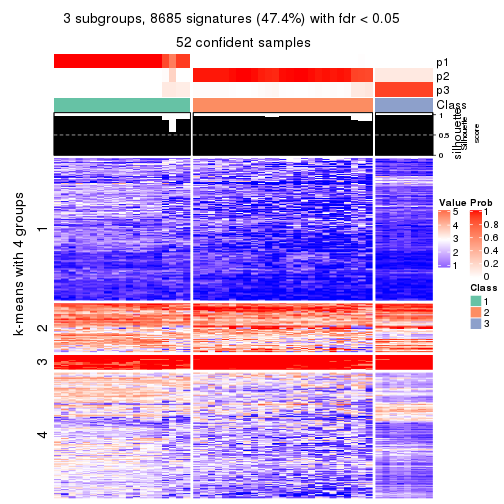 3 subgroups, 8685 signatures (47.4%) with fdr < 0.05
52 confident samples
p1
p2
p3
Class
1
0.5
0
silhouette
Silhouette
score
k-means with 4 groups
1
2
3
4
Value
5
4
3
2
1
Prob
1
0.8
0.6
0.4
0.2
0
Class
1
2
3